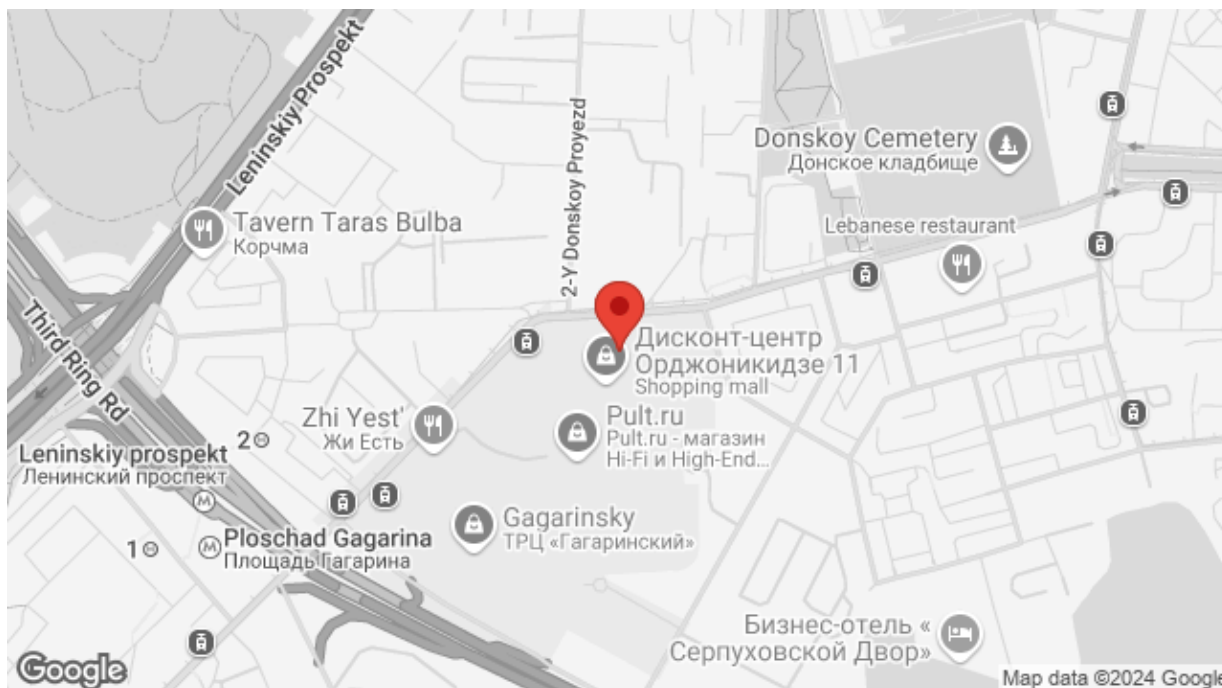 Leninskiy Prospekt
2-Y Donskoy Proyezd
Donskoy Cemetery
Донское кладбище
Tavern Taras Bulba
Корчма
Lebanese restaurant
Third Ring Rd
Дисконт-центр
Орджоникидзе 11
Shopping mall
Zhi Yest'
Жи Есть
Pult.ru
Pult.ru - магазин
Hi-Fi и High-End...
2
Leninskiy prospekt
Ленинский проспект
М
Gagarinsky
ТРЦ «Гагаринский»
Ploschad Gagarina
Площадь Гагарина
1
М
Бизнес-отель «
Серпуховской Двор»
Google
Map data ©2024 Google